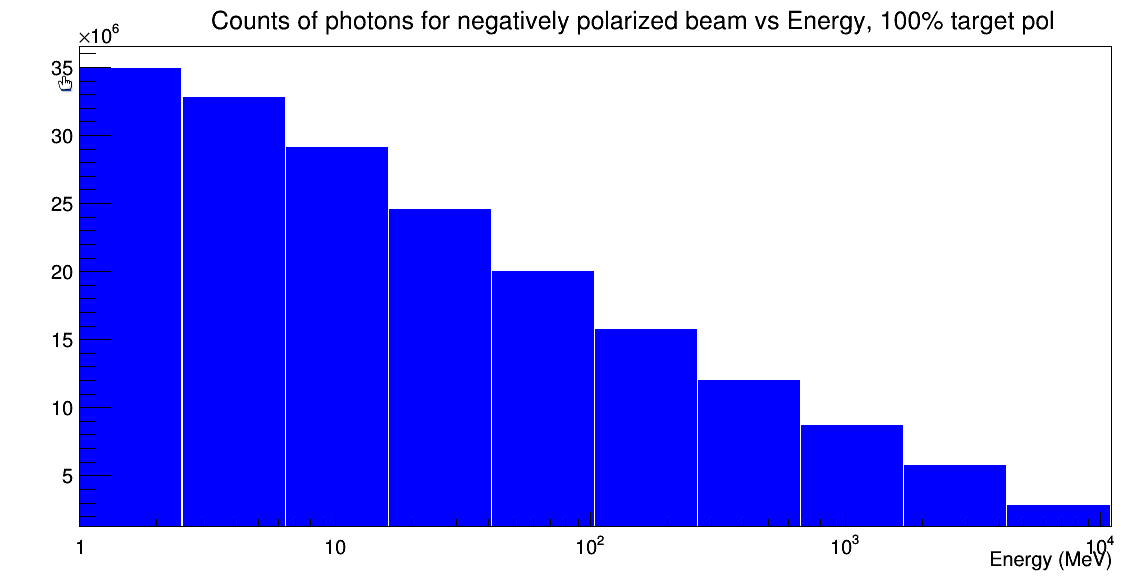 Counts of photons for negatively polarized beam vs Energy, 100% target pol
×10⁶
35
30
25
20
15
10
5
1 10 10² 10³ 10⁴
Energy (MeV)